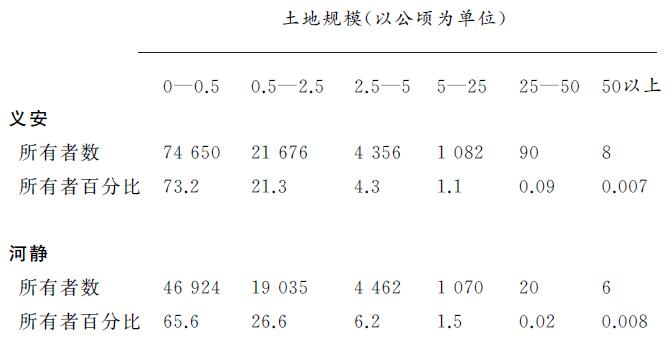 土地规模(以公顷为单位)
0—0.5 0.5—2.5 2.5—5 5—25 25—50 50以上
义安
所有者数 74 650 21 676 4 356 1 082 90 8
所有者百分比 73.2 21.3 4.3 1.1 0.09 0.007
河静
所有者数 46 924 19 035 4 462 1 070 20 6
所有者百分比 65.6 26.6 6.2 1.5 0.02 0.008